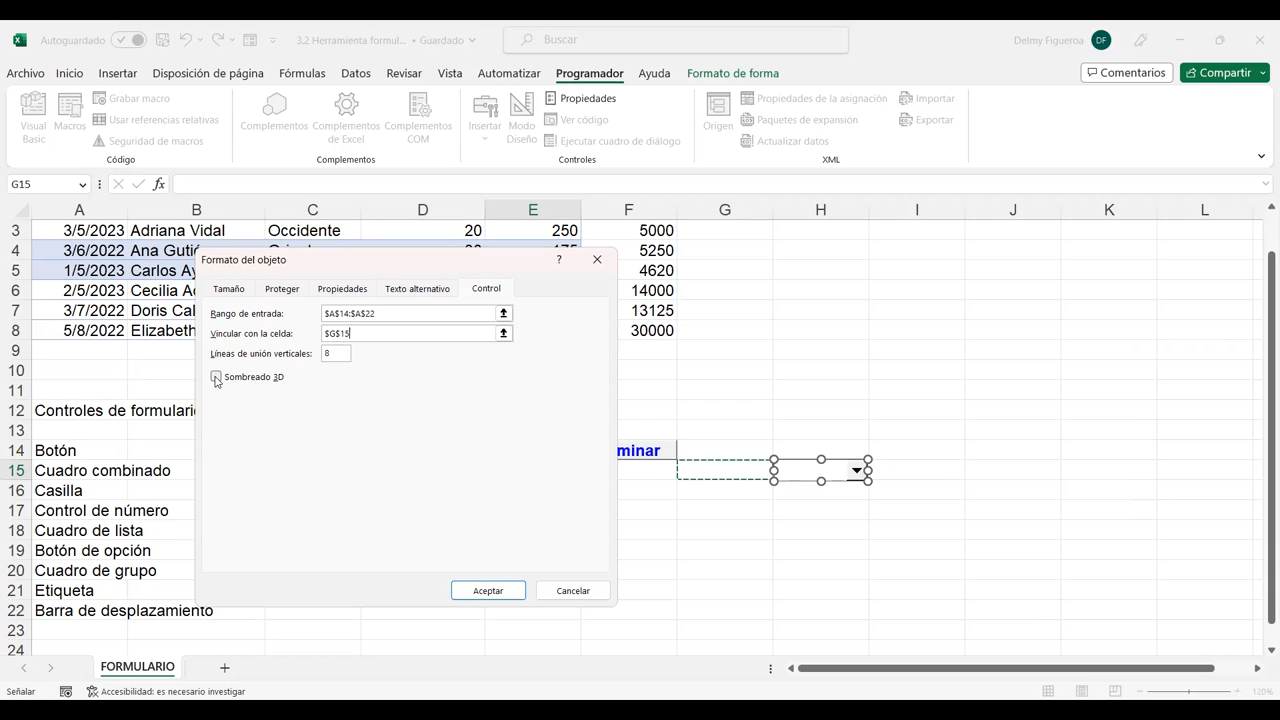 Autoguardado
3.2 Herramienta formul... • Guardado
Buscar
Delmy Figueroa DF
Archivo Inicio Insertar Disposición de página Fórmulas Datos Revisar Vista Automatizar Programador Ayuda Formato de forma
Comentarios Compartir
Visual Basic
Macros
Grabar macro
Usar referencias relativas
Seguridad de macros
Código
Complementos
Complementos de Excel
Complementos COM
Complementos
Insertar
Modo Diseño
Propiedades
Ver código
Ejecutar cuadro de diálogo
Controles
Origen
Propiedades de la asignación
Paquetes de expansión
Actualizar datos
Importar
Exportar
XML
G15 fx
A B C D E F G H I J K L
3 3/5/2023 Adriana Vidal Occidente 20 250 5000
4 3/6/2022 Ana Guti 5250
5 1/5/2023 Carlos Ay 4620
6 2/5/2023 Cecilia Ac 14000
7 3/7/2022 Doris Cal 13125
8 5/8/2022 Elizabeth 30000
9
10
11
12 Controles de formulari
13
14 Botón minar
15 Cuadro combinado
16 Casilla
17 Control de número
18 Cuadro de lista
19 Botón de opción
20 Cuadro de grupo
21 Etiqueta
22 Barra de desplazamiento
23
24
Formato del objeto ?
Tamaño Proteger Propiedades Texto alternativo Control
Rango de entrada: $A$14:$A$22
Vincular con la celda: $G$15
Líneas de unión verticales: 8
Sombreado 3D
Aceptar Cancelar
FORMULARIO
Señalar Accesibilidad: es necesario investigar 120%